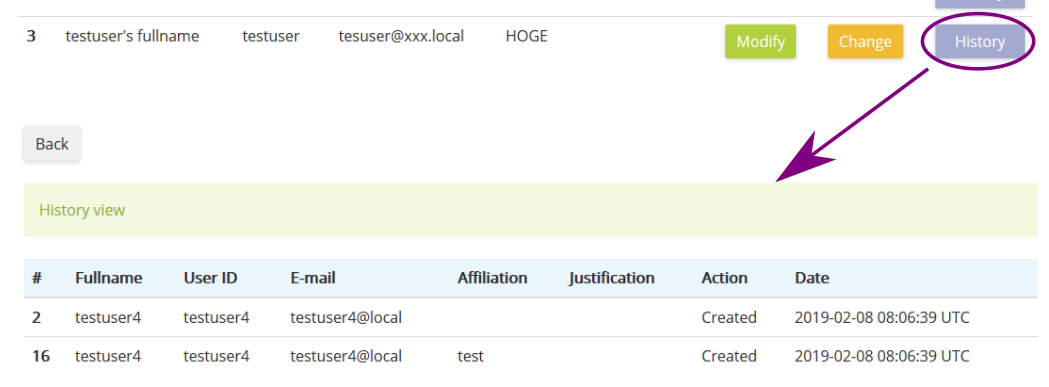 3 testuser's fullname testuser tesuser@xxx.local HOGE Modify Change History
Back
History view
# Fullname User ID E-mail Affiliation Justification Action Date
2 testuser4 testuser4 testuser4@local Created 2019-02-08 08:06:39 UTC
16 testuser4 testuser4 testuser4@local test Created 2019-02-08 08:06:39 UTC